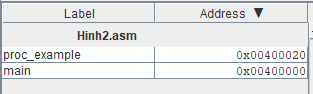 Label Address ▼
Hinh2.asm
proc_example 0x00400020
main 0x00400000